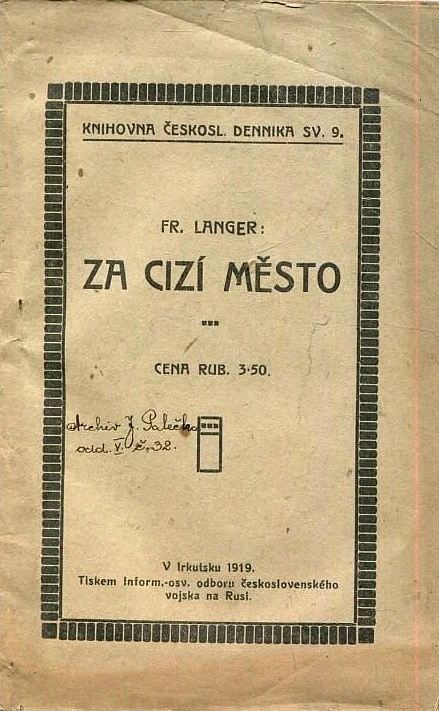 KNIHOVNA ČESKOSL. DENNIKA SV. 9.
FR. LANGER:
ZA CIZÍ MĚSTO
CENA RUB. 3·50.
Archiv J. Palečka
odd. V. č. 32.
V Irkutsku 1919.
Tiskem Inform.-osv. odboru československého
vojska na Rusi.